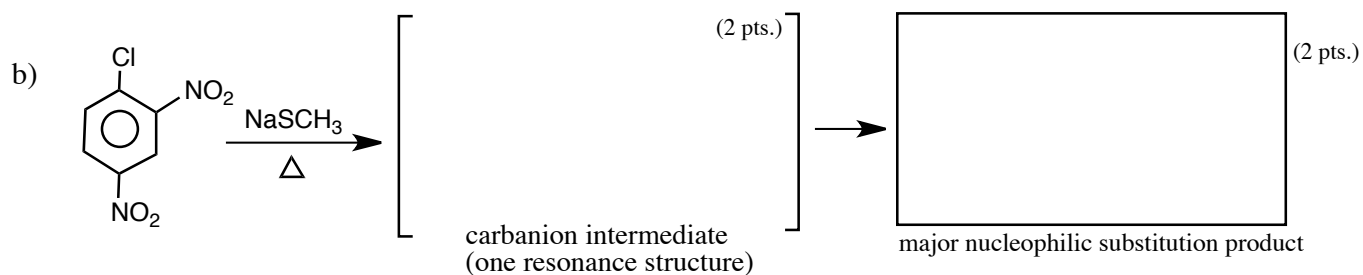 b)
Cl
NO2
NaSCH3
△
NO2
(2 pts.)
carbanion intermediate
(one resonance structure)
(2 pts.)
major nucleophilic substitution product